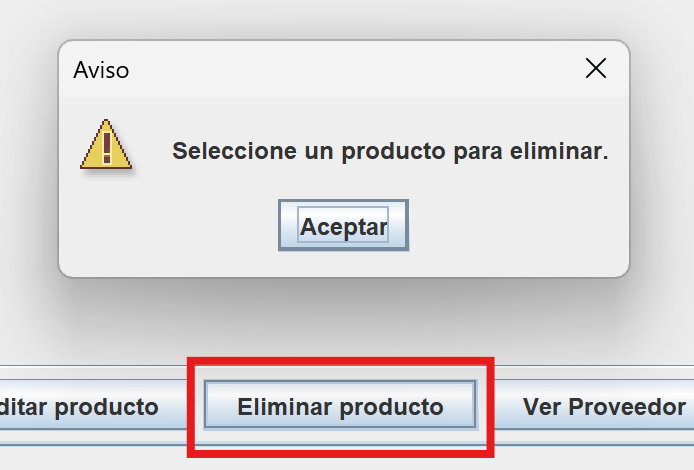 Aviso
Seleccione un producto para eliminar.
Aceptar
ditar producto Eliminar producto Ver Proveedor